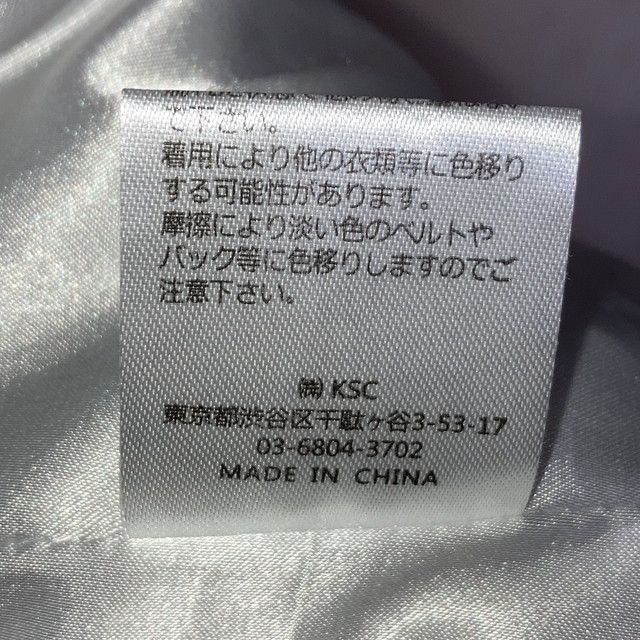 で下さい。
着用により他の衣類等に色移り
する可能性があります。
摩擦により淡い色のベルトや
バック等に色移りしますのでご
注意下さい。
㈱ KSC
東京都渋谷区千駄ヶ谷3-53-17
03-6804-3702
MADE IN CHINA